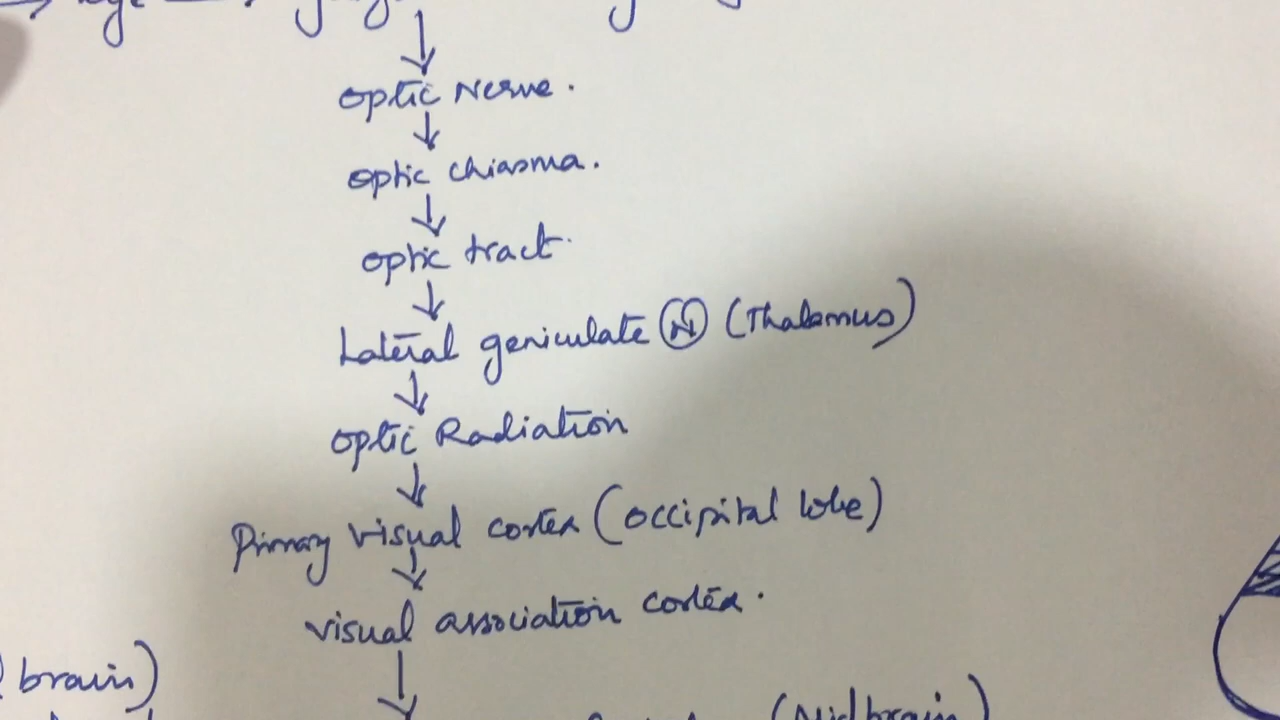 optic Nerve.
optic chiasma.
optic tract.
Lateral geniculate N (Thalamus)
optic Radiation
Primary visual cortex (occipital lobe)
visual association cortex.
brain)
(Midbrain)